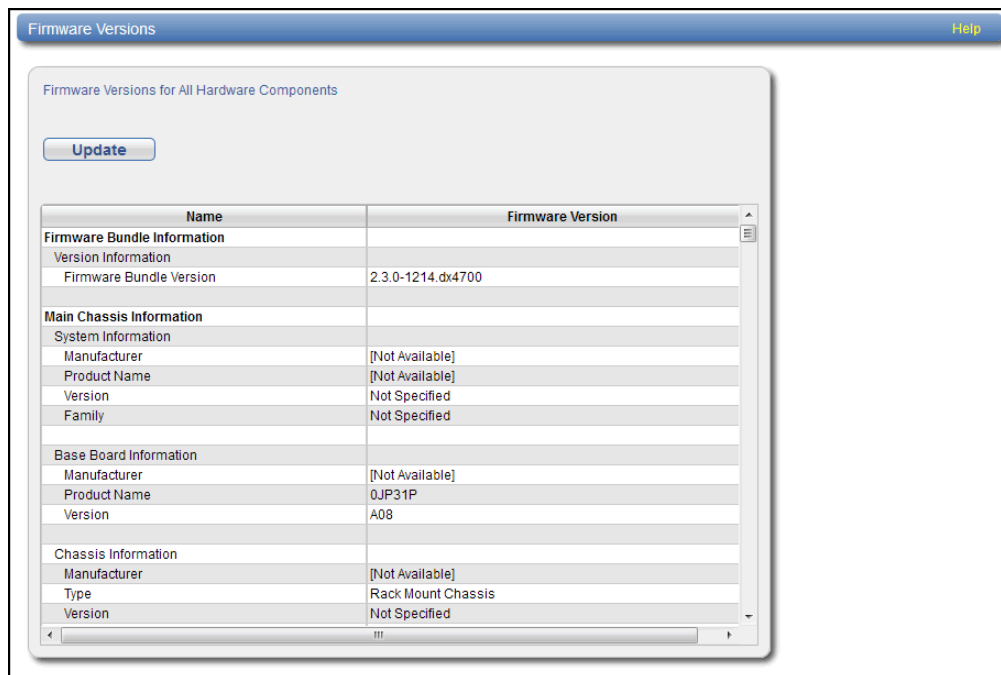 Firmware Versions Help
Firmware Versions for All Hardware Components
Update
Name Firmware Version
Firmware Bundle Information
Version Information
Firmware Bundle Version 2.3.0-1214.dx4700
Main Chassis Information
System Information
Manufacturer [Not Available]
Product Name [Not Available]
Version Not Specified
Family Not Specified
Base Board Information
Manufacturer [Not Available]
Product Name 0JP31P
Version A08
Chassis Information
Manufacturer [Not Available]
Type Rack Mount Chassis
Version Not Specified